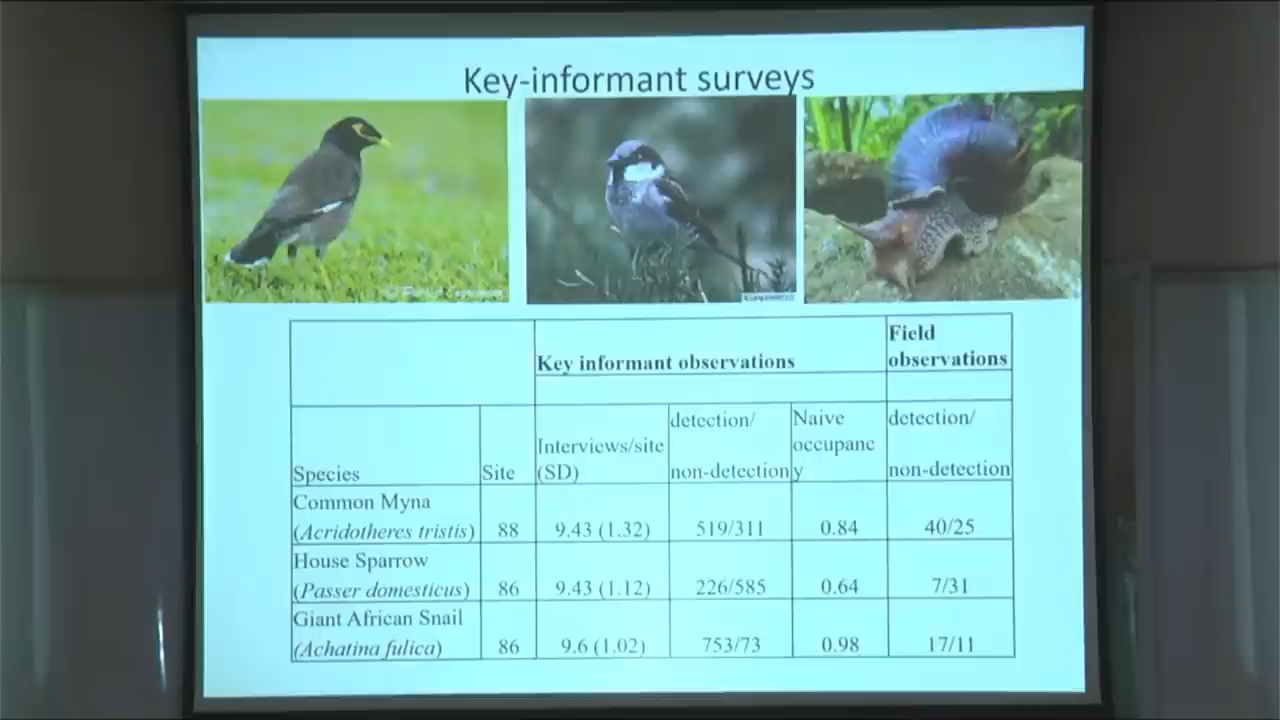 Key-informant surveys
Key informant observations
Field
observations
Species
Site
Interviews/site
(SD)
detection/
non-detection
Naive
occupanc
y
detection/
non-detection
Common Myna
(Acridotheres tristis) 88 9.43 (1.32) 519/311 0.84 40/25
House Sparrow
(Passer domesticus) 86 9.43 (1.12) 226/585 0.64 7/31
Giant African Snail
(Achatina fulica) 86 9.6 (1.02) 753/73 0.98 17/11